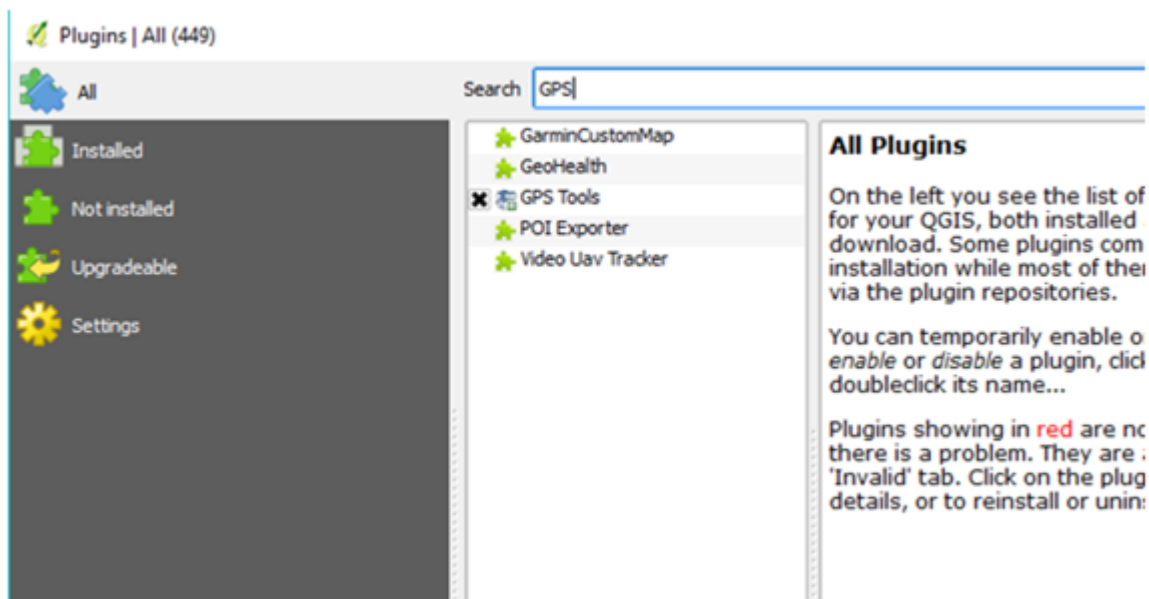 Plugins | All (449)
All
Search GPS
Installed
Not installed
Upgradeable
Settings
GarminCustomMap
GeoHealth
GPS Tools
POI Exporter
Video Uav Tracker
All Plugins
On the left you see the list of
for your QGIS, both installed
download. Some plugins com
installation while most of the
via the plugin repositories.
You can temporarily enable o
enable or disable a plugin, click
doubleclick its name...
Plugins showing in red are no
there is a problem. They are
'Invalid' tab. Click on the plug
details, or to reinstall or unin